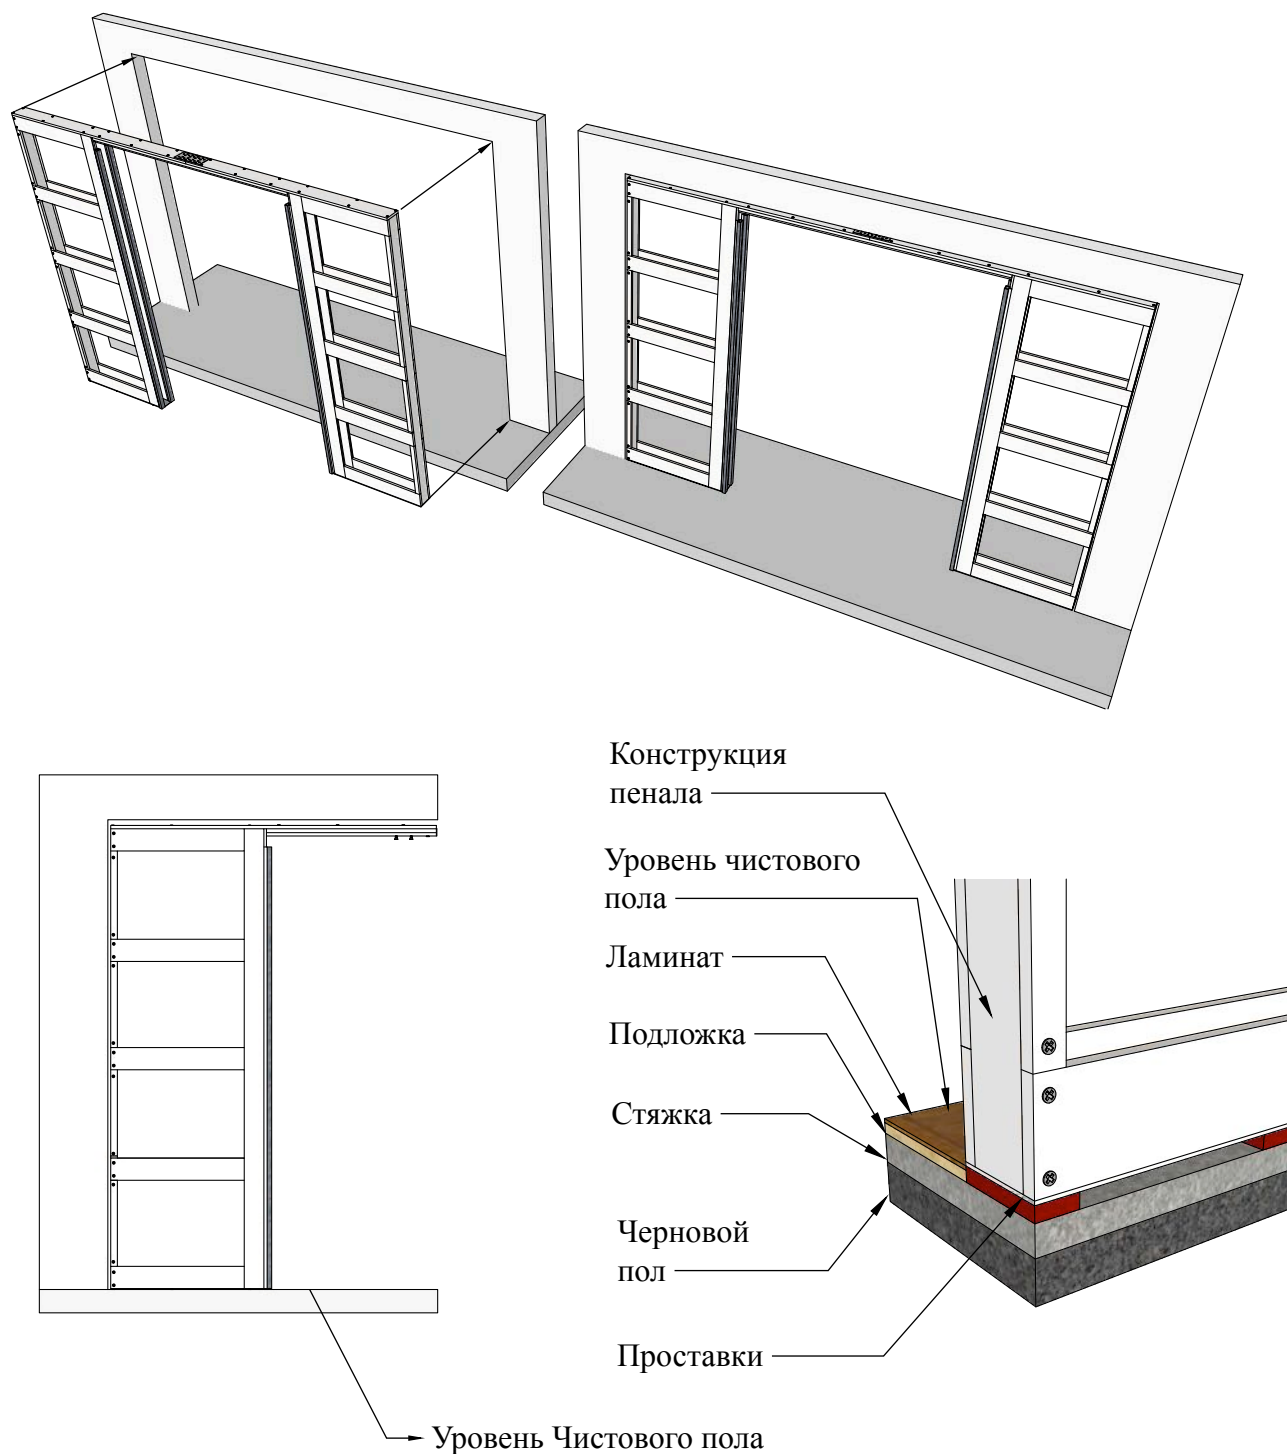 Конструкция
пенала
Уровень чистового
пола
Ламинат
Подложка
Стяжка
Черновой
пол
Проставки
Уровень Чистового пола